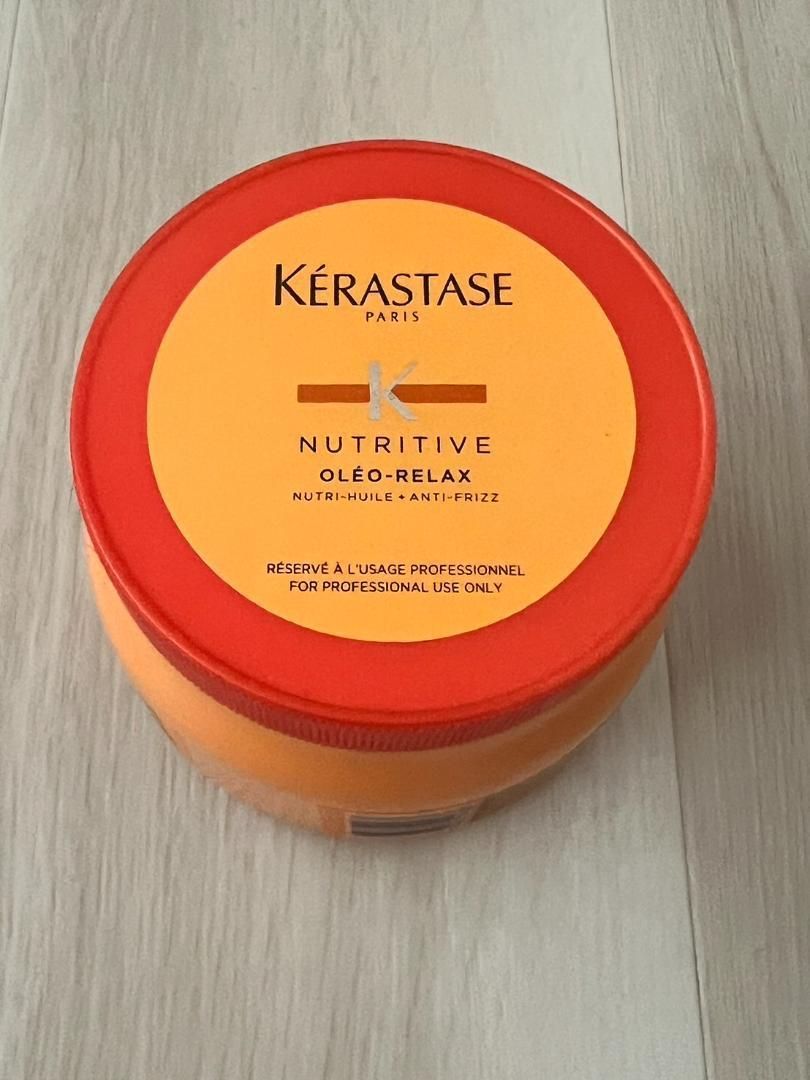 KÉRASTASE
PARIS
K
NUTRITIVE
OLÉO-RELAX
NUTRI-HUILE + ANTI-FRIZZ
RÉSERVÉ À L'USAGE PROFESSIONNEL
FOR PROFESSIONAL USE ONLY